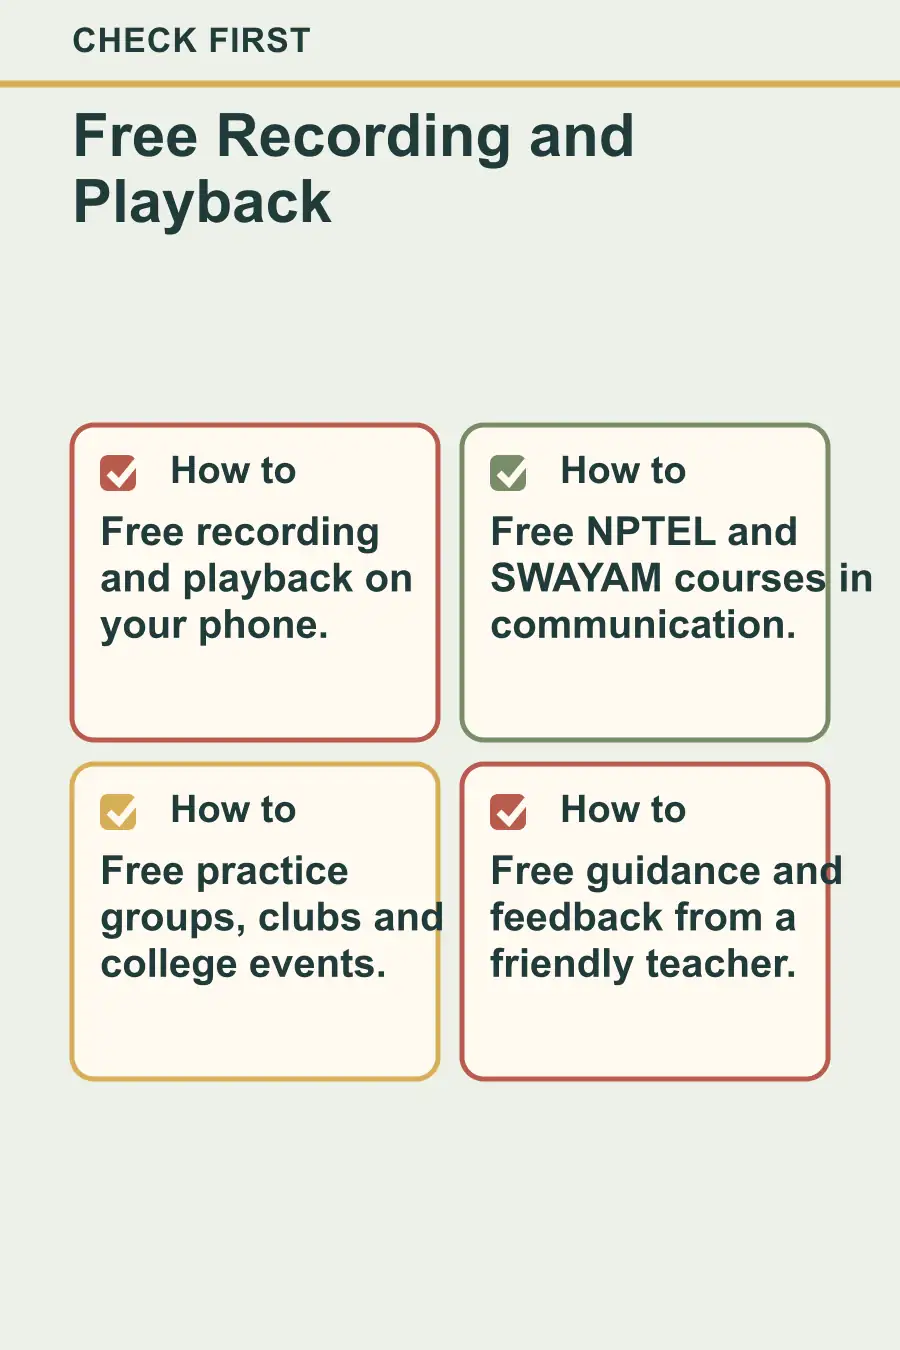 CHECK FIRST
Free Recording and
Playback
How to
Free recording
and playback on
your phone.
How to
Free NPTEL and
SWAYAM courses in
communication.
How to
Free practice
groups, clubs and
college events.
How to
Free guidance and
feedback from a
friendly teacher.